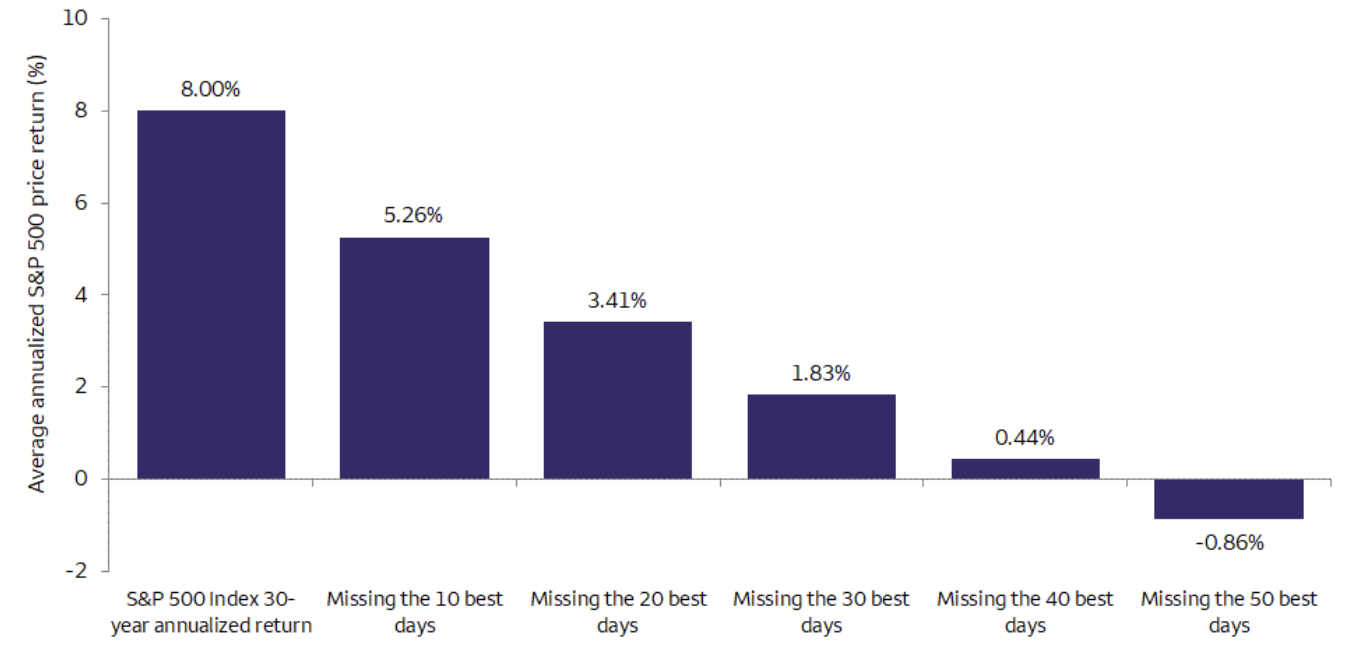 Average annualized S&P 500 price return (%)
10
8
6
4
2
0
-2
8.00%
5.26%
3.41%
1.83%
0.44%
-0.86%
S&P 500 Index 30-
year annualized return
Missing the 10 best
days
Missing the 20 best
days
Missing the 30 best
days
Missing the 40 best
days
Missing the 50 best
days